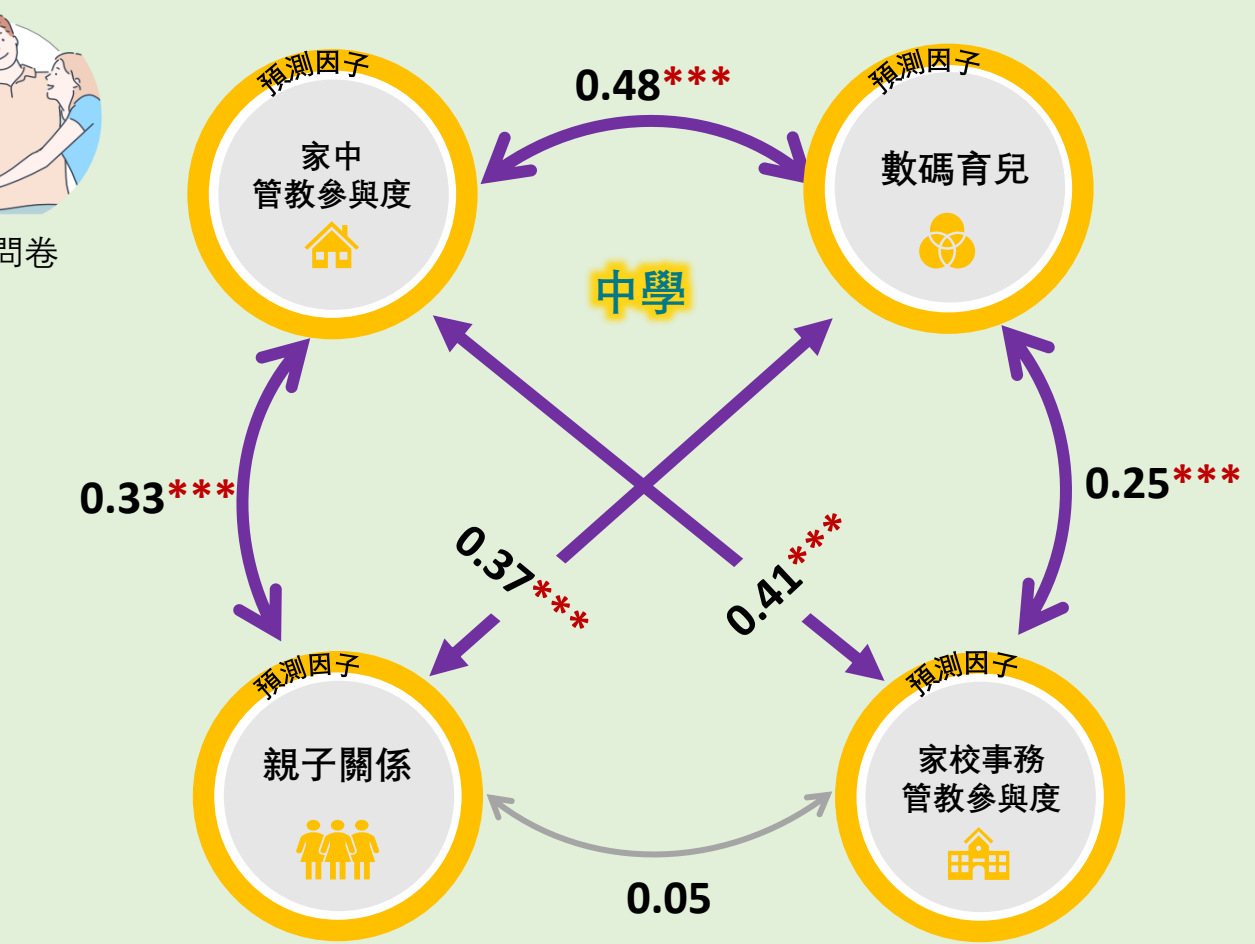 預測因子
家中
管教參與度
0.48***
預測因子
數碼育兒
問卷
中學
0.33***
0.37***
0.41***
0.25***
預測因子
親子關係
預測因子
家校事務
管教參與度
0.05